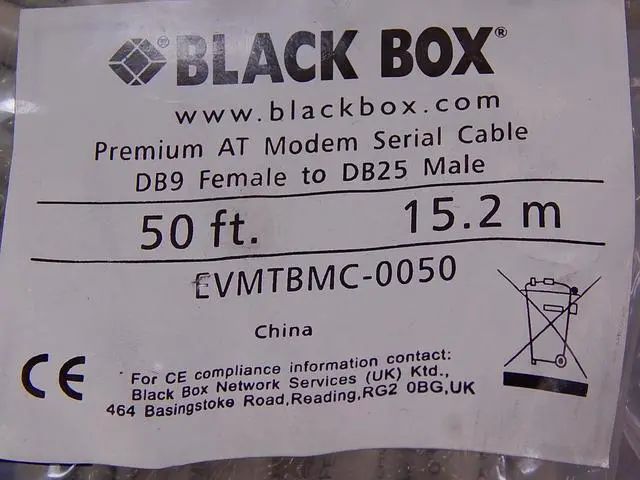 BLACK BOX®
www.blackbox.com
Premium AT Modem Serial Cable
DB9 Female to DB25 Male
50 ft. 15.2 m
EVMTBMC-0050
China
CE
For CE compliance information contact:
Black Box Network Services (UK) Ktd.,
464 Basingstoke Road,Reading,RG2 0BG,UK